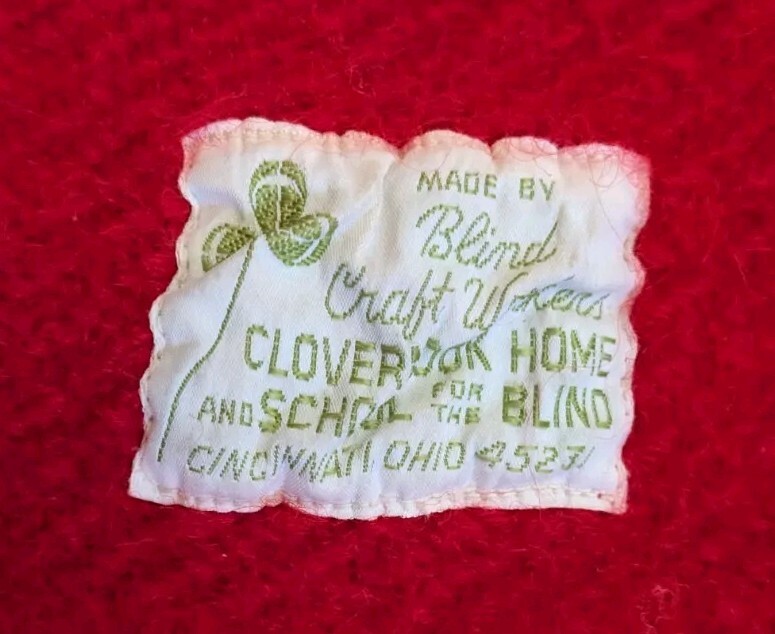 MADE BY
Blind
Craft Workers
CLOVERNOOK HOME
AND SCHOOL FOR THE BLIND
CINCINNATI OHIO 45231